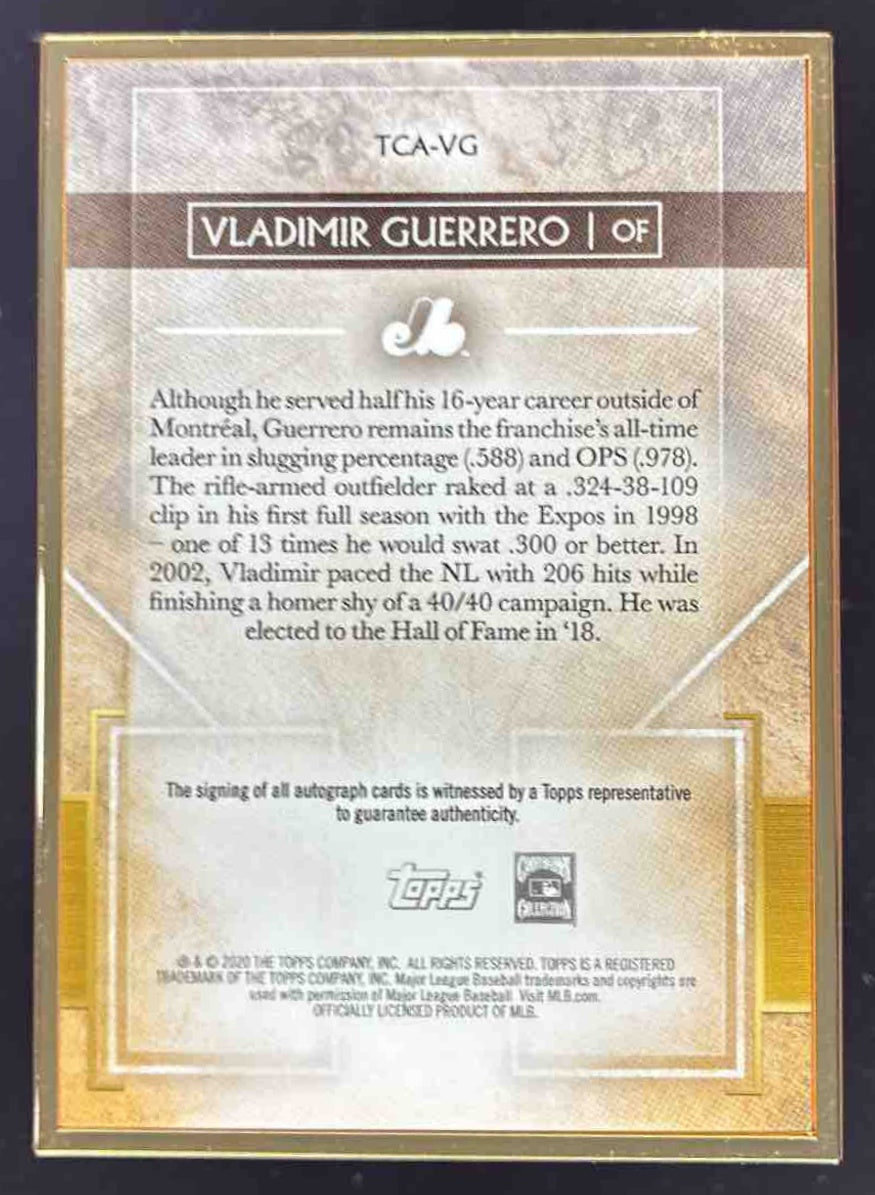 TCA-VG
VLADIMIR GUERRERO | OF
Although he served half his 16-year career outside of
Montréal, Guerrero remains the franchise's all-time
leader in slugging percentage (.588) and OPS (.978).
The rifle-armed outfielder raked at a .324-38-109
clip in his first full season with the Expos in 1998
– one of 13 times he would swat .300 or better. In
2002, Vladimir paced the NL with 206 hits while
finishing a homer shy of a 40/40 campaign. He was
elected to the Hall of Fame in ‘18.
The signing of all autograph cards is witnessed by a Topps representative
to guarantee authenticity.
topps
COOPERSTOWN
COLLECTION
® & © 2020 THE TOPPS COMPANY, INC. ALL RIGHTS RESERVED. TOPPS IS A REGISTERED
TRADEMARK OF THE TOPPS COMPANY, INC. Major League Baseball trademarks and copyrights are
used with permission of Major League Baseball. Visit MLB.com.
OFFICIALLY LICENSED PRODUCT OF MLB.